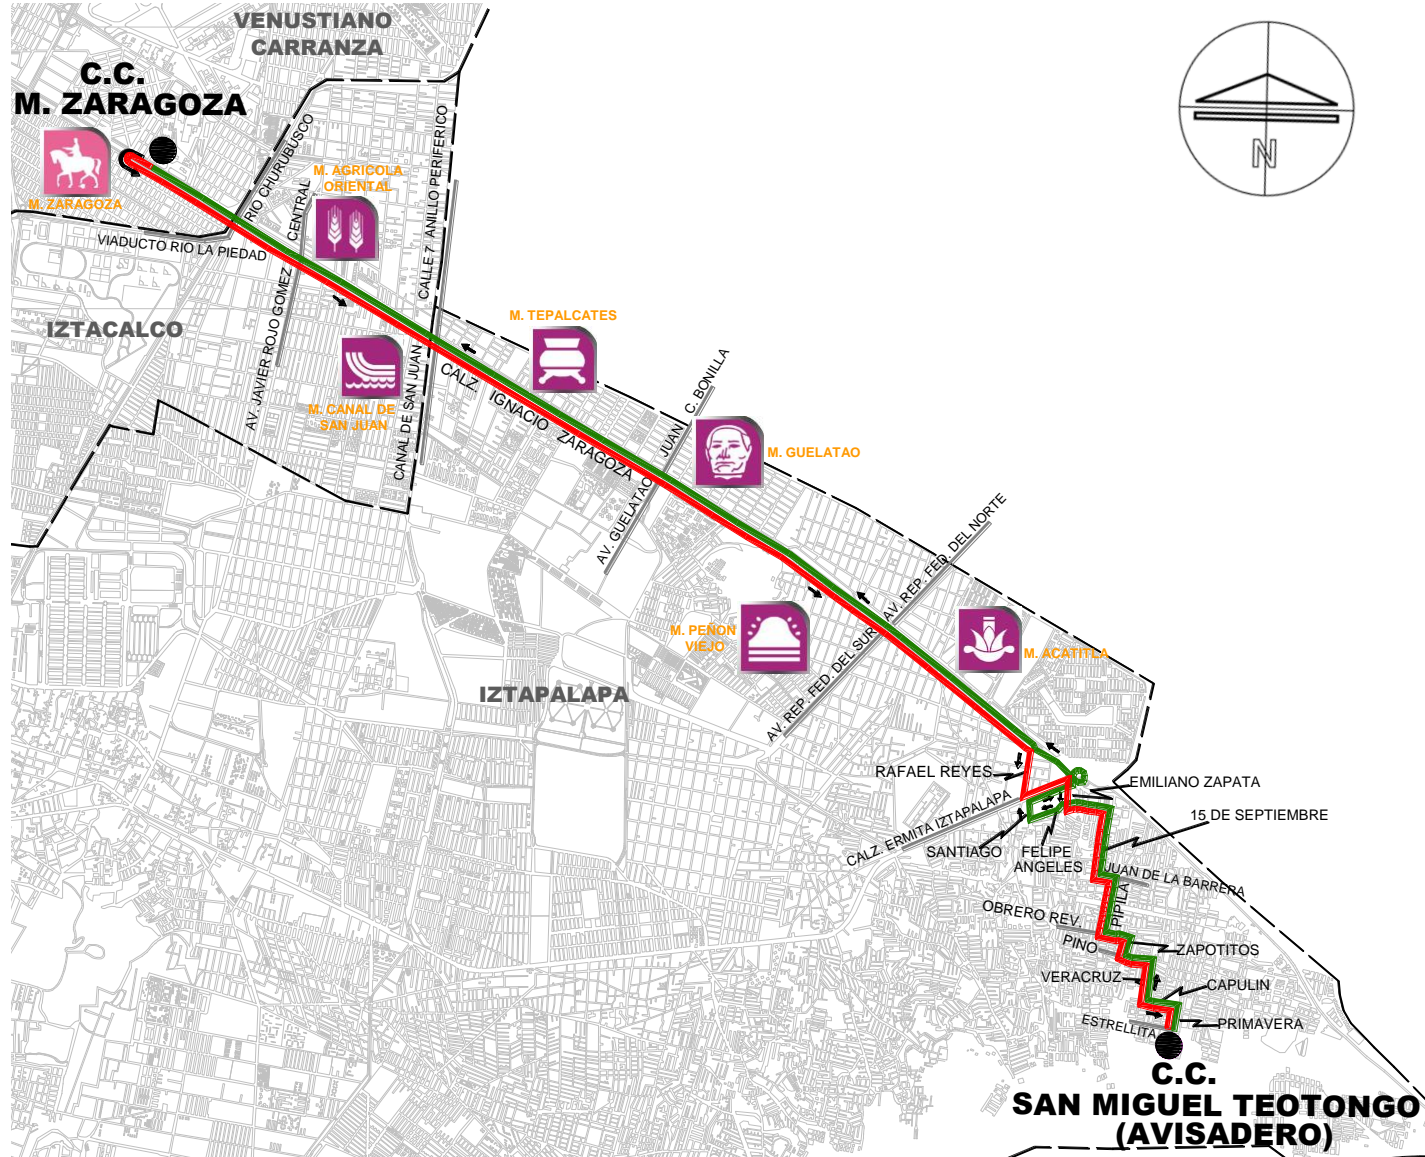 VENUSTIANO
CARRANZA
C.C.
M. ZARAGOZA
M. ZARAGOZA
RIO CHURUBUSCO
M. AGRICOLA
ORIENTAL
CENTRAL
CALLE 7 ANILLO PERIFERICO
N
VIADUCTO RIO LA PIEDAD
IZTACALCO
AV. JAVIER ROJO GOMEZ
M. CANAL DE
SAN JUAN
CANAL DE SAN JUAN
M. TEPALCATES
CALZ. IGNACIO ZARAGOZA
JUAN C. BONILLA
AV. GUELATAO
M. GUELATAO
AV. REP. FED. DEL NORTE
AV. REP. FED. DEL SUR
M. PEÑON
VIEJO
M. ACATITLA
IZTAPALAPA
RAFAEL REYES
EMILIANO ZAPATA
CALZ. ERMITA IZTAPALAPA
15 DE SEPTIEMBRE
SANTIAGO
FELIPE
ANGELES
JUAN DE LA BARRERA
PIPILA
OBRERO REV.
PINO
ZAPOTITOS
VERACRUZ
CAPULIN
ESTRELLITA
PRIMAVERA
C.C.
SAN MIGUEL TEOTONGO
(AVISADERO)